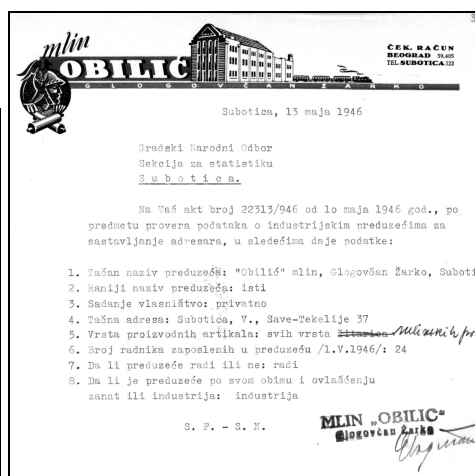 mlin
OBILIĆ
GLOGOVČAN ŽARKO
ČEK. RAČUN
BEOGRAD 59.405
TEL. SUBOTICA 223
3
Subotica, 13 maja 1946
Gradski Narodni Odbor
Sekcija za statistiku
S u b o t i c a.
Na Vaš akt broj 22313/946 od lo maja 1946 god., po
predmetu provera podataka o industrijskim preduzećima za
sastavljanje adresara, u sledećima daje podatke:
1. Tačan naziv preduzeća: "Obilić" mlin, Glogovčan Žarko, Suboti
2. Raniji naziv preduzeća: isti
3. Sadanje vlasništvo: privatno
4. Tačna adresa: Subotica, V., Save-Tekelije 37
5. Vrsta proizvodnih artikala: svih vrsta žitarica mlinskih pr
6. Broj radnika zaposlenih u preduzeću /1.V.1946/: 24
7. Da li preduzeće radi ili ne: radi
8. Da li je preduzeće po svom obimu i ovlašćenju
zanat ili industrija: industrija
S. F. - S. N.
MLIN „OBILIĆ“
Glogovčan Žarko